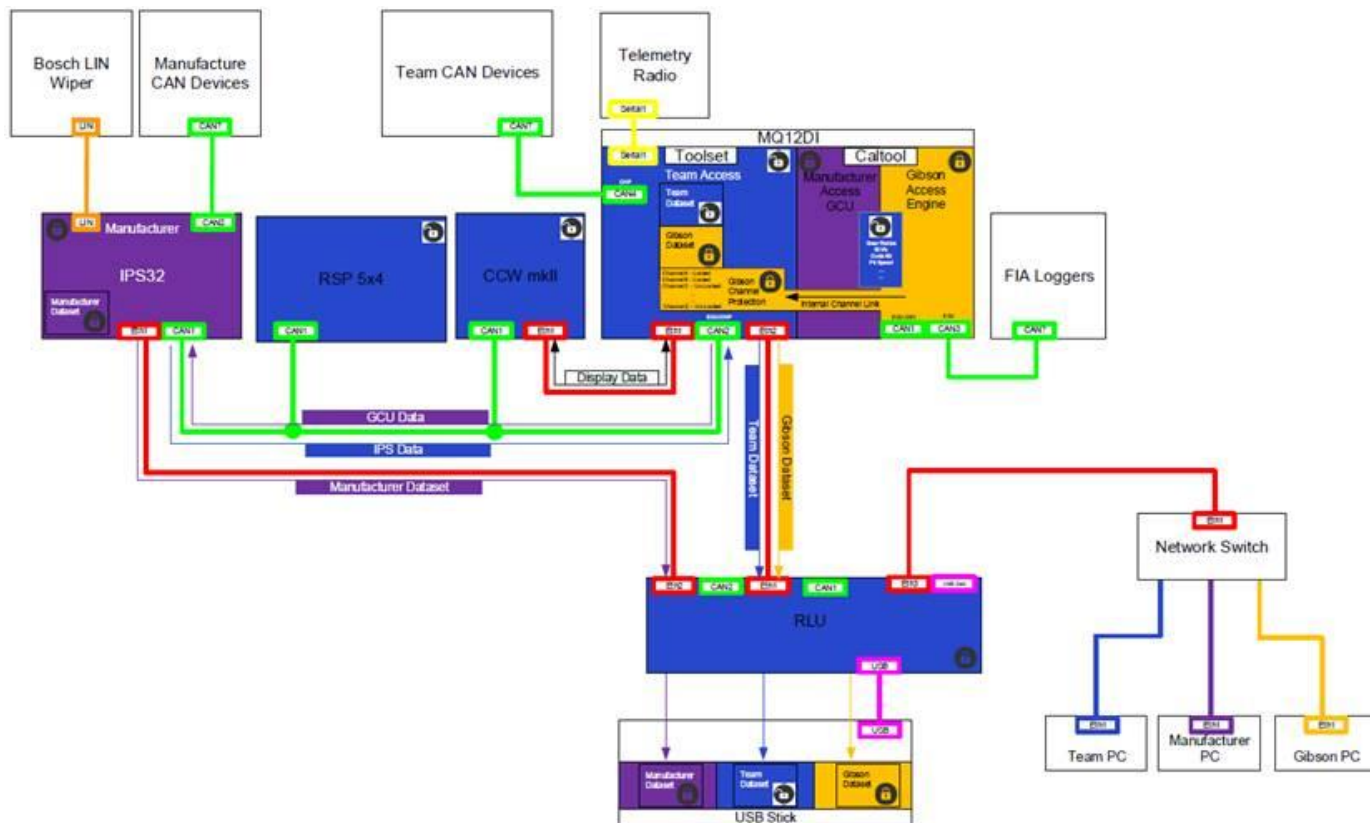 Bosch LIN
Wiper
LIN
Manufacture
CAN Devices
CAN?
Team CAN Devices
CAN?
Telemetry
Radio
Serial1
MQ12DI
Serial1
Toolset
Team Access
CAN4
Team
Dataset
Gibson
Dataset
Gibson
Channel
Protection
Internal Channel Link
Caltool
Manufacturer
Access
GCU
Gibson
Access
Engine
Eth1
CAN2
Eth2
CAN1
CAN3
FIA Loggers
CAN?
LIN
Manufacturer
CAN2
IPS32
Manufacturer
Dataset
Eth1
CAN1
RSP 5x4
CAN1
CCW mkII
CAN1
Eth1
Display Data
GCU Data
IPS Data
Manufacturer Dataset
Team Dataset
Gibson Dataset
Eth2
CAN2
Eth1
CAN1
Eth3
RLU
USB
USB
Manufacturer
Dataset
Team
Dataset
Gibson
Dataset
USB Stick
Eth1
Network Switch
Eth1
Team PC
Eth1
Manufacturer
PC
Eth1
Gibson PC